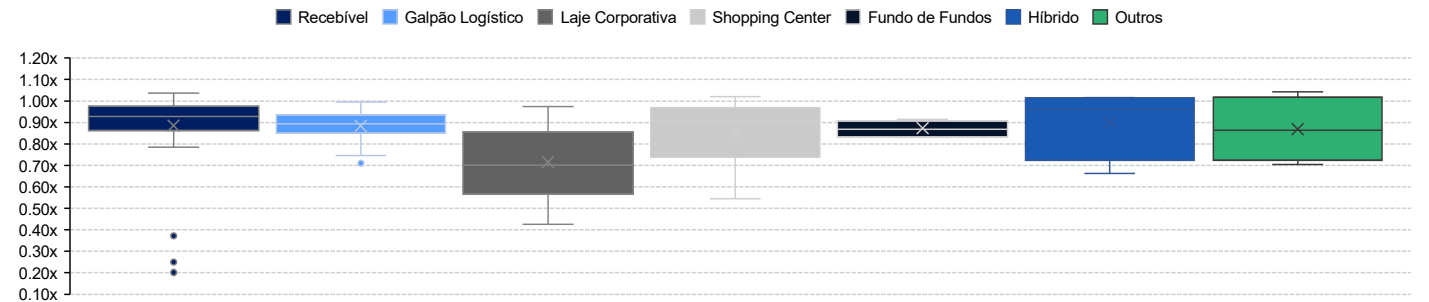 Recebível Galpão Logístico Laje Corporativa Shopping Center Fundo de Fundos Híbrido Outros
1.20x
1.10x
1.00x
0.90x
0.80x
0.70x
0.60x
0.50x
0.40x
0.30x
0.20x
0.10x